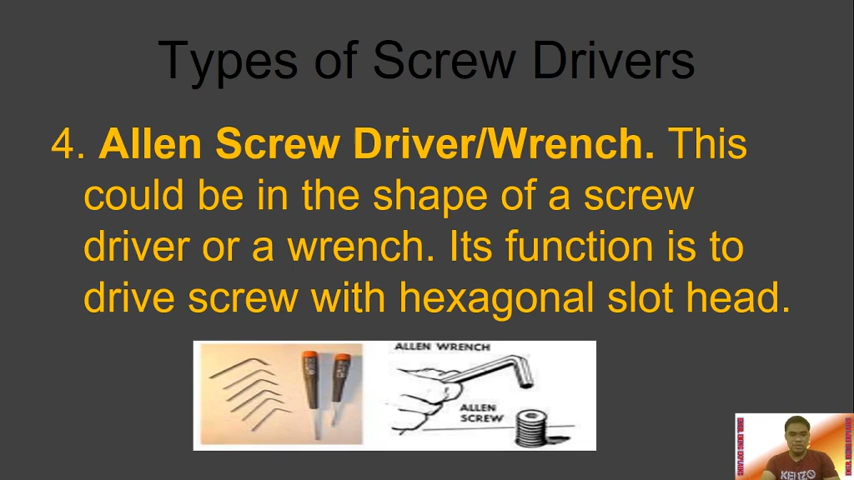 Types of Screw Drivers
4. Allen Screw Driver/Wrench. This
could be in the shape of a screw
driver or a wrench. Its function is to
drive screw with hexagonal slot head.
ALLEN WRENCH
ALLEN
SCREW
KENZO